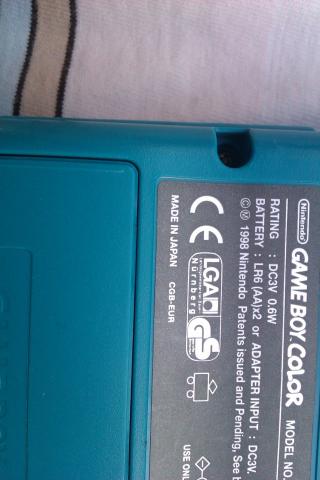 Nintendo
GAME BOY COLOR MODEL NO.
RATING : DC3V 0.6W
BATTERY : LR6 (AA)x2 or ADAPTER INPUT : DC3V.
©Ⓜ 1998 Nintendo Patents issued and Pending, See
CE LGA Nürnberg GS
MADE IN JAPAN CGB-EUR
USE ONLY